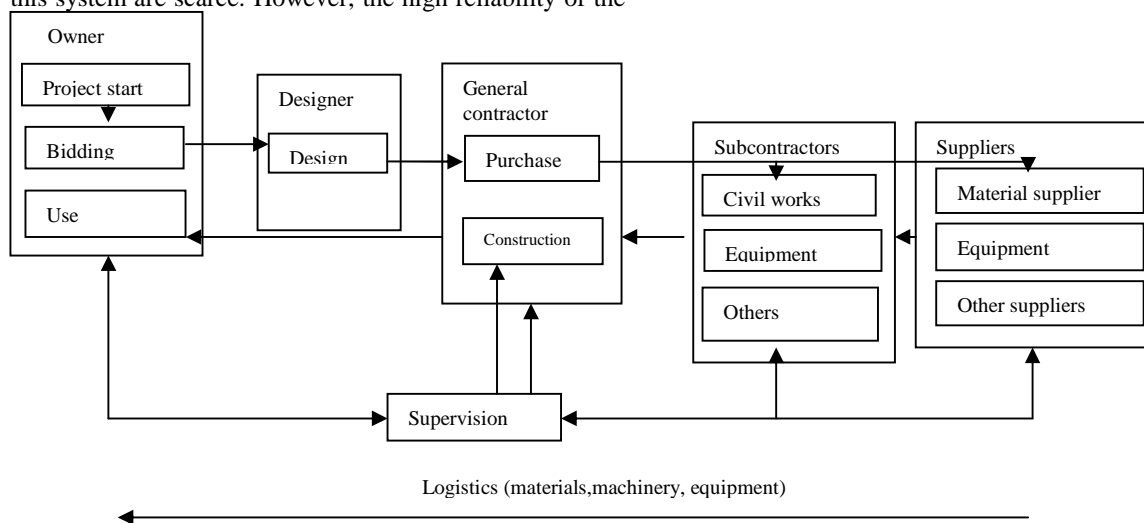 this system are scarce. However, the high reliability of the
Owner
Project start
Bidding
Use
Designer
Design
General
contractor
Purchase
Construction
Subcontractors
Civil works
Equipment
Others
Suppliers
Material supplier
Equipment
Other suppliers
Supervision
Logistics (materials,machinery, equipment)